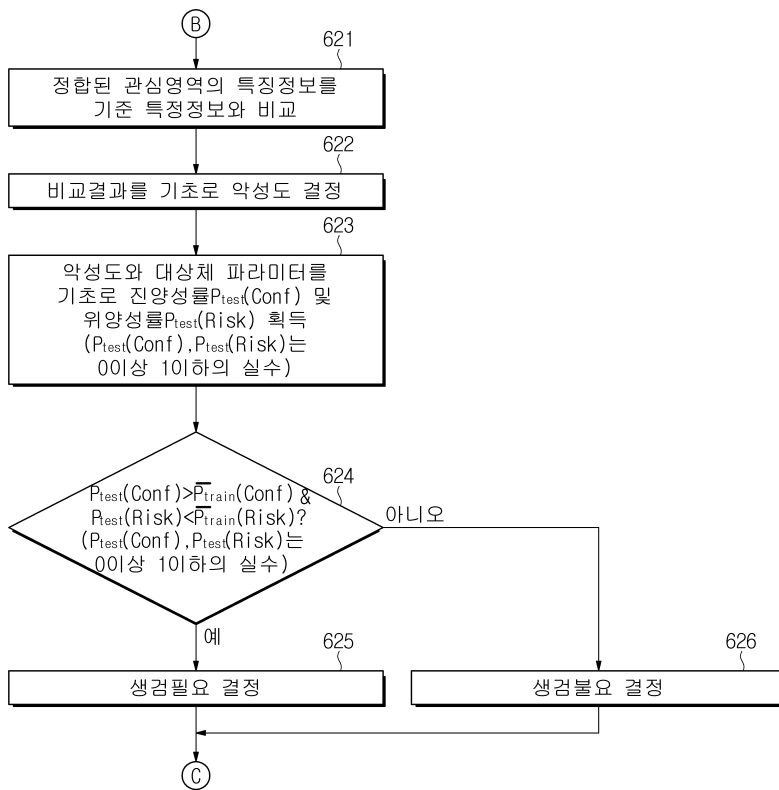 B
621
정합된 관심영역의 특징정보를
기준 특정정보와 비교
622
비교결과를 기초로 악성도 결정
623
악성도와 대상체 파라미터를
기초로 진양성률Ptest(Conf) 및
위양성률Ptest(Risk) 획득
(Ptest(Conf),Ptest(Risk)는
0이상 1이하의 실수)
624
Ptest(Conf)>P̅train(Conf) &
Ptest(Risk)<P̅train(Risk)?
(Ptest(Conf),Ptest(Risk)는
0이상 1이하의 실수)
아니오
예
625
생검필요 결정
626
생검불요 결정
C